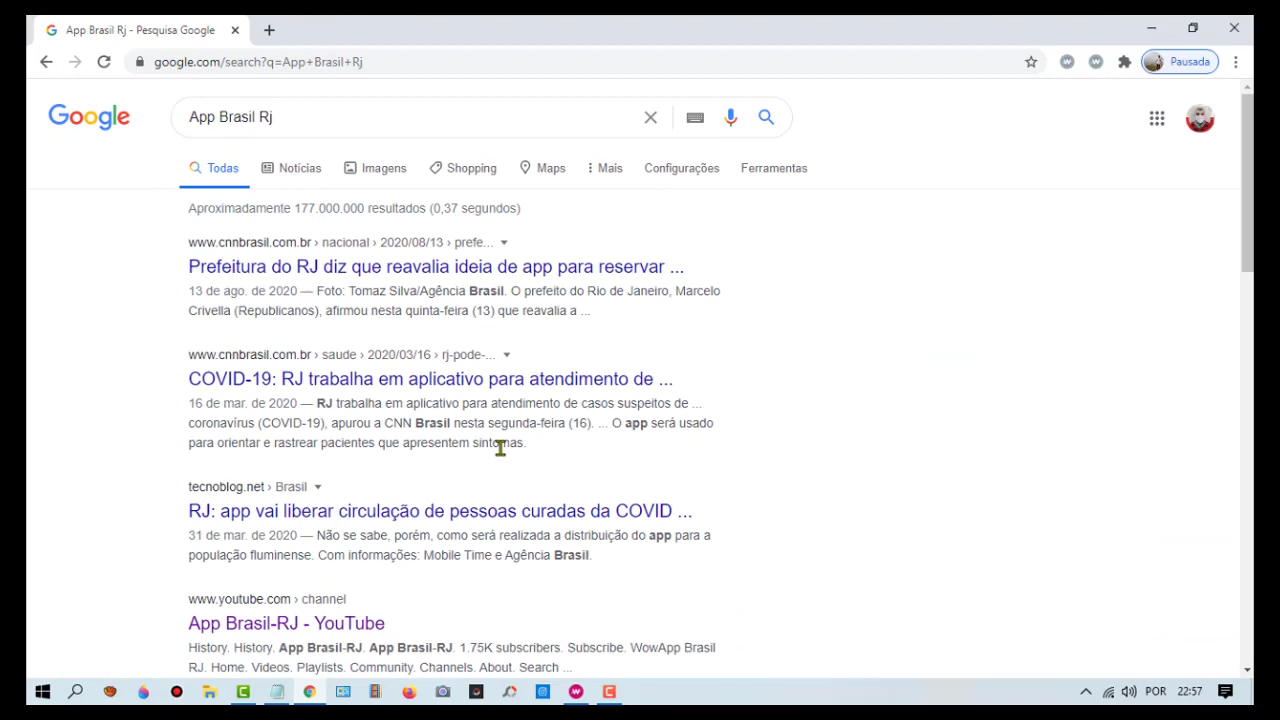 App Brasil Rj - Pesquisa Google
google.com/search?q=App+Brasil+Rj
Pausada
Google
App Brasil Rj
Todas Notícias Imagens Shopping Maps Mais Configurações Ferramentas
Aproximadamente 177.000.000 resultados (0,37 segundos)
www.cnnbrasil.com.br › nacional › 2020/08/13 › prefe...
Prefeitura do RJ diz que reavalia ideia de app para reservar ...
13 de ago. de 2020 — Foto: Tomaz Silva/Agência Brasil. O prefeito do Rio de Janeiro, Marcelo
Crivella (Republicanos), afirmou nesta quinta-feira (13) que reavalia a ...
www.cnnbrasil.com.br › saude › 2020/03/16 › rj-pode-...
COVID-19: RJ trabalha em aplicativo para atendimento de ...
16 de mar. de 2020 — RJ trabalha em aplicativo para atendimento de casos suspeitos de ...
coronavírus (COVID-19), apurou a CNN Brasil nesta segunda-feira (16). ... O app será usado
para orientar e rastrear pacientes que apresentem sintomas.
tecnoblog.net › Brasil
RJ: app vai liberar circulação de pessoas curadas da COVID ...
31 de mar. de 2020 — Não se sabe, porém, como será realizada a distribuição do app para a
população fluminense. Com informações: Mobile Time e Agência Brasil.
www.youtube.com › channel
App Brasil-RJ - YouTube
History. History. App Brasil-RJ. App Brasil-RJ. 1.75K subscribers. Subscribe. WowApp Brasil
RJ. Home. Videos. Playlists. Community. Channels. About. Search ...
POR 22:57